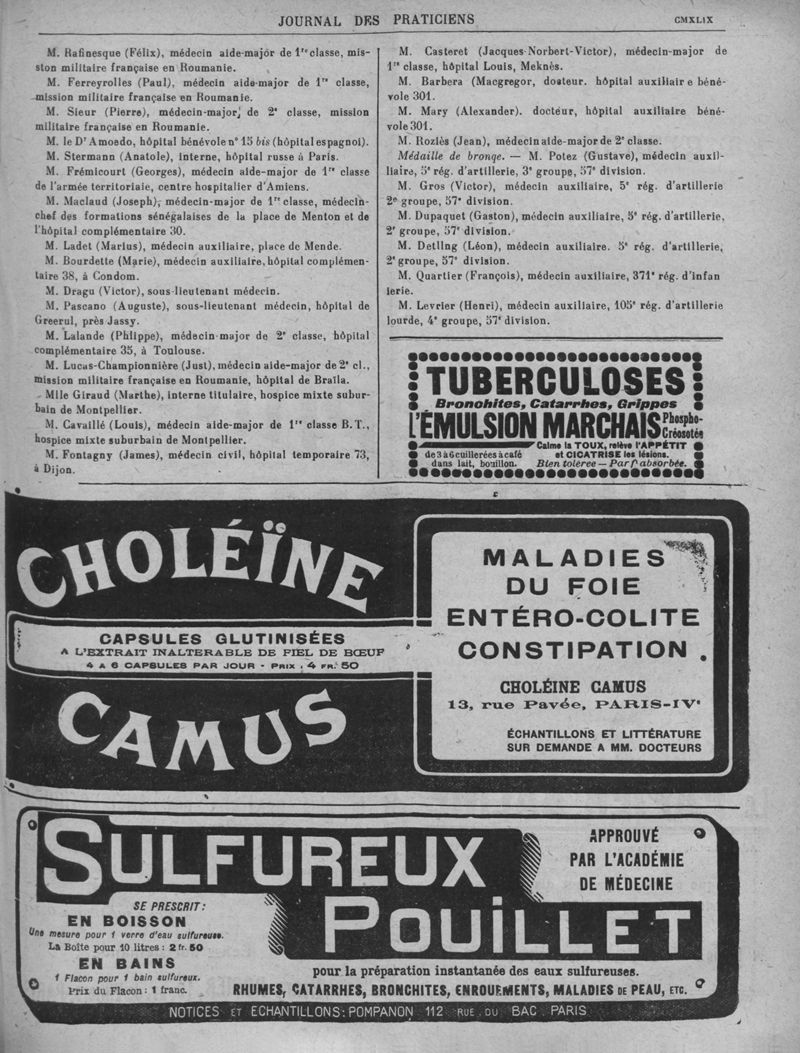 JOURNAL DES PRATICIENS
CMXLIX
M. Rafinesque (Félix), médecin aide-major de 1re classe, mis-
ston militaire française en Roumanie.
M. Ferreyrolles (Paul), médecin aide-major de 1re classe,
mission militaire française en Roumanie.
M. Sieur (Pierre), médecin-major, de 2e classe, mission
militaire française en Roumanie.
M. le Dr Amoedo, hôpital bénévole no 15 bis (hôpital espagnol).
M. Stermann (Anatole), interne, hôpital russe à Paris.
M. Frémicourt (Georges), médecin aide-major de 1re classe
de l'armée territoriale, centre hospitalier d'Amiens.
M. Maclaud (Joseph), médecin-major de 1re classe, médecin-
chef des formations sénégalaises de la place de Menton et de
l'hôpital complémentaire 30.
M. Ladet (Marius), médecin auxiliaire, place de Mende.
M. Bourdette (Marie), médecin auxiliaire, hôpital complémen-
taire 38, à Condom.
M. Dragu (Victor), sous-lieutenant médecin.
M. Pascano (Auguste), sous-lieutenant médecin, hôpital de
Greerul, près Jassy.
M. Lalande (Philippe), médecin-major de 2e classe, hôpital
complémentaire 35, à Toulouse.
M. Lucas-Championnière (Just), médecin aide-major de 2e cl.,
mission militaire française en Roumanie, hôpital de Braïla.
Mlle Giraud (Marthe), interne titulaire, hospice mixte subur-
bain de Montpellier.
M. Cavaillé (Louis), médecin aide-major de 1re classe B. T.,
hospice mixte suburbain de Montpellier.
M. Fontagny (James), médecin civil, hôpital temporaire 73,
à Dijon.
M. Casteret (Jacques-Norbert-Victor), médecin-major de
1re classe, hôpital Louis, Meknès.
M. Barbera (Macgregor, docteur. hôpital auxiliaire béné-
vole 301.
M. Mary (Alexander). docteur, hôpital auxiliaire béné-
vole 301.
M. Roziès (Jean), médecin aide-major de 2e classe.
Médaille de bronqe. — M. Potez (Gustave), médecin auxil-
liaire, 5e rég. d'artillerie, 3e groupe, 57e division.
M. Gros (Victor), médecin auxiliaire, 5e rég. d'artillerie
2e groupe, 57e division.
M. Dupaquet (Gaston), médecin auxiliaire, 5e rég. d'artillerie,
2e groupe, 57e division.
M. Detling (Léon), médecin auxiliaire. 5e rég. d'artillerie,
2e groupe, 57e division.
M. Quartier (François), médecin auxiliaire, 371e rég. d'infan
terie.
M. Levrier (Henri), médecin auxiliaire, 105e rég. d'artillerie
lourde, 4e groupe, 57e division.
TUBERCULOSES
Bronchites, Catarrhes, Grippes
L'ÉMULSION MARCHAIS Phospho-
Créosotée
Calme la TOUX, relève l'APPÉTIT
de 3 à 6 cuillerées à café et CICATRISE les lésions.
dans lait, bouillon. Bien tolérée — Parft absorbée.
CHOLÉÏNE
CAPSULES GLUTINISÉES
A L'EXTRAIT INALTERABLE DE FIEL DE BŒUF
4 A 6 CAPSULES PAR JOUR - PRIX : 4 FR. 50
CAMUS
MALADIES
DU FOIE
ENTÉRO-COLITE
CONSTIPATION.
CHOLÉINE CAMUS
13, rue Pavée, PARIS-IVe
ÉCHANTILLONS ET LITTÉRATURE
SUR DEMANDE A MM. DOCTEURS
SULFUREUX
POUILLET
APPROUVÉ
PAR L'ACADÉMIE
DE MÉDECINE
SE PRESCRIT:
EN BOISSON
Une mesure pour 1 verre d'eau sulfureuse.
La Boîte pour 10 litres : 2 fr. 50
EN BAINS
1 Flacon pour 1 bain sulfureux.
Prix du Flacon : 1 franc.
pour la préparation instantanée des eaux sulfureuses.
RHUMES, CATARRHES, BRONCHITES, ENROUEMENTS, MALADIES DE PEAU, ETC.
NOTICES ET ECHANTILLONS: POMPANON, 112 RUE DU BAC. PARIS